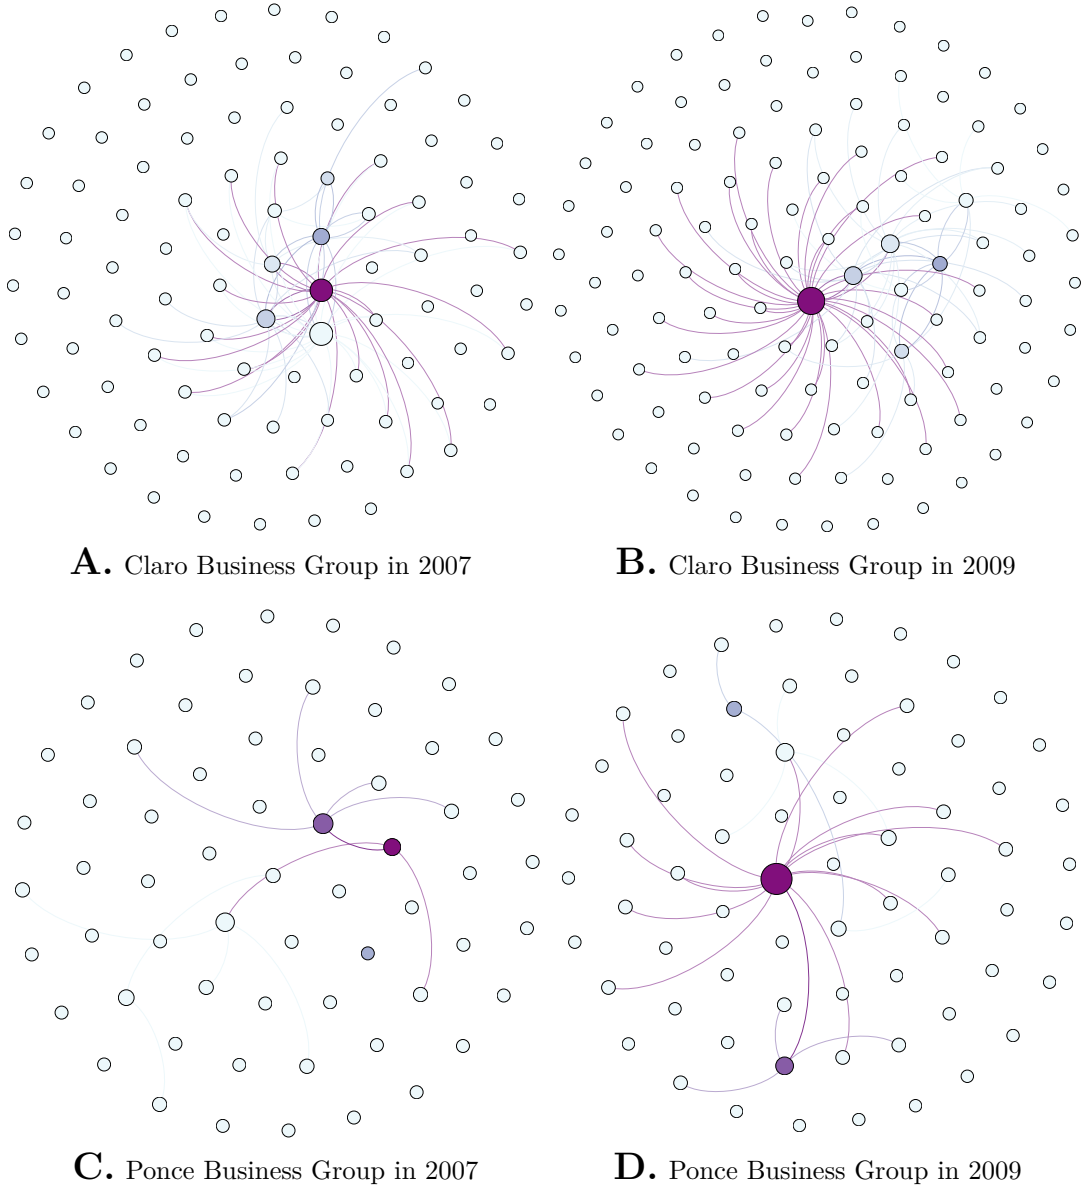 A. Claro Business Group in 2007
B. Claro Business Group in 2009
C. Ponce Business Group in 2007
D. Ponce Business Group in 2009